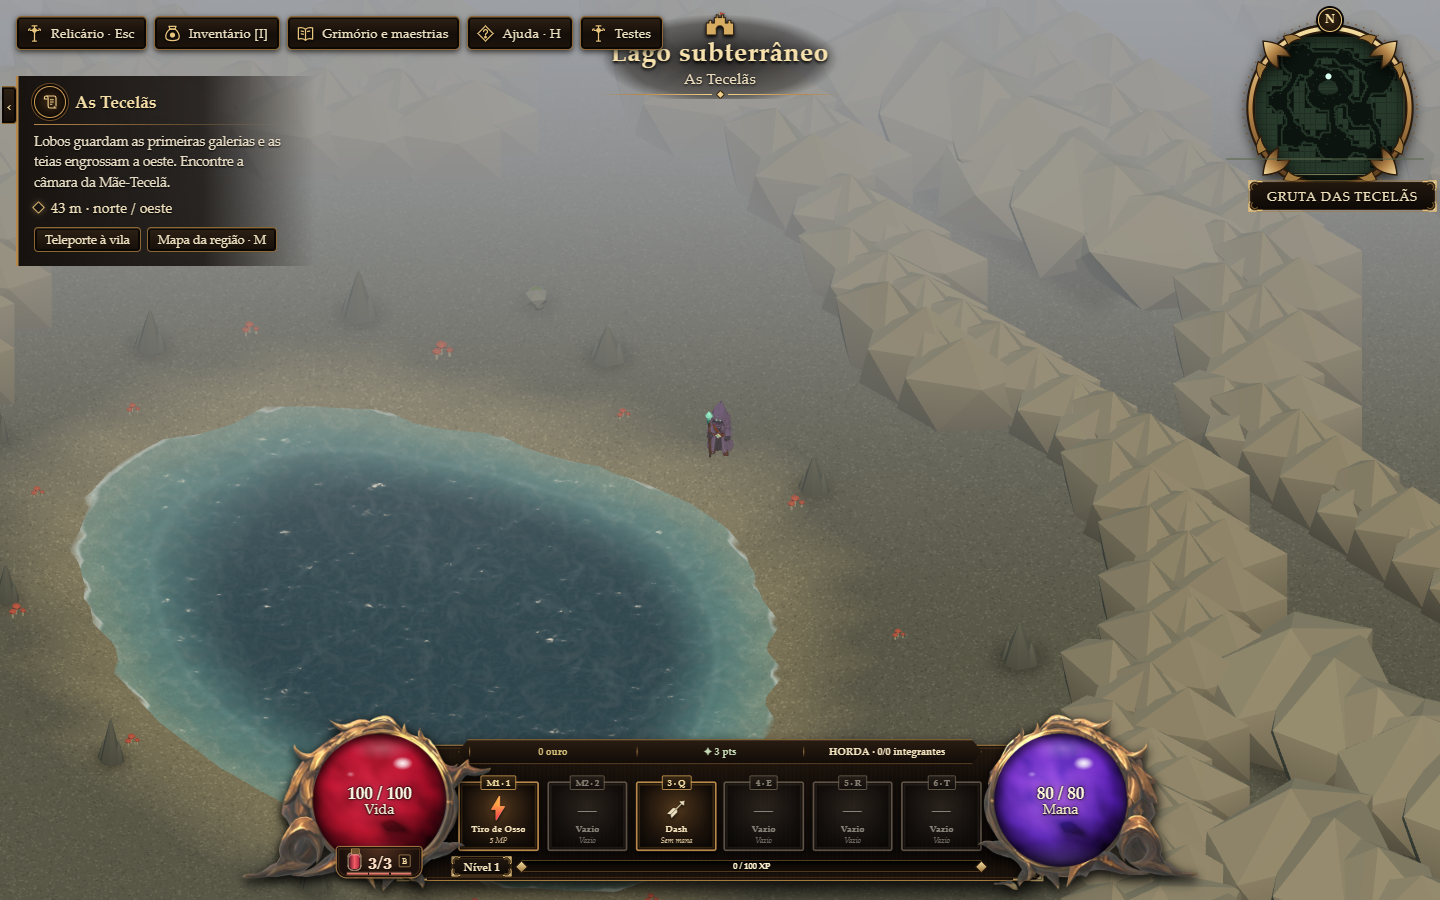 Relicário · Esc
Inventário [I]
Grimório e maestrias
Ajuda · H
Testes
Lago subterrâneo
As Tecelãs
N
GRUTA DAS TECELÃS
‹
As Tecelãs
Lobos guardam as primeiras galerias e as
teias engrossam a oeste. Encontre a
câmara da Mãe-Tecelã.
43 m · norte / oeste
Teleporte à vila
Mapa da região · M
0 ouro
3 pts
HORDA · 0/0 integrantes
100 / 100
Vida
3/3
B
M1 · 1
Tiro de Osso
5 MP
M2 · 2
Vazio
Vazio
3 · Q
Dash
Sem mana
4 · E
Vazio
Vazio
5 · R
Vazio
Vazio
6 · T
Vazio
Vazio
80 / 80
Mana
Nível 1
0 / 100 XP